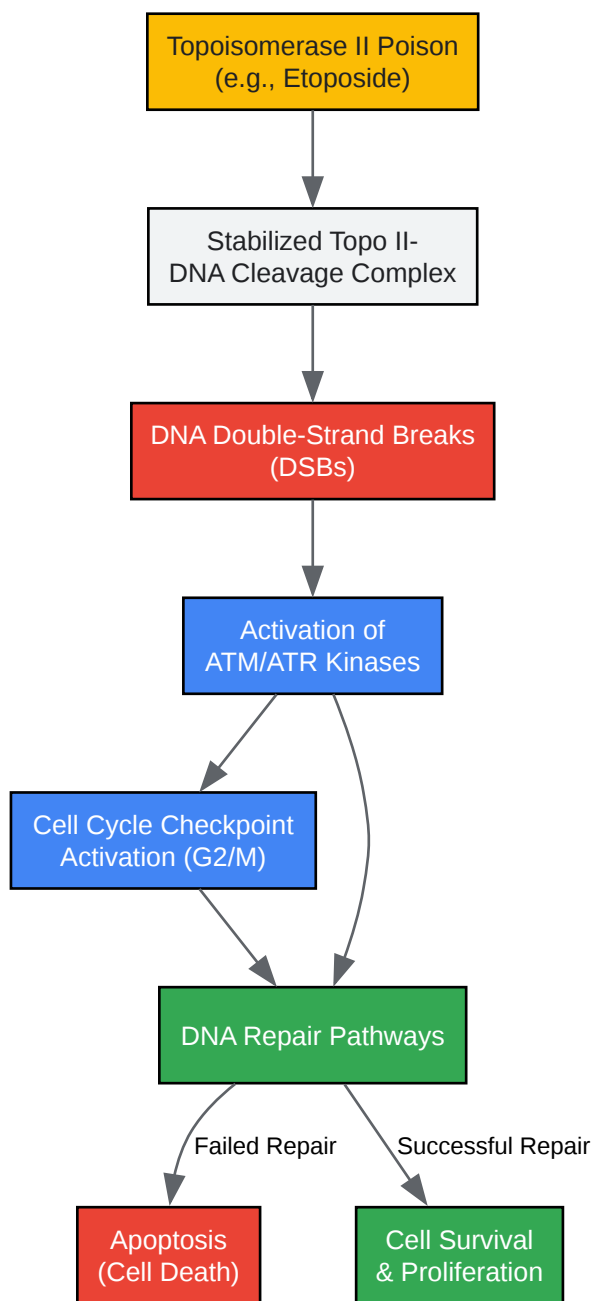 Topoisomerase II Poison
(e.g., Etoposide)
Stabilized Topo II-
DNA Cleavage Complex
DNA Double-Strand Breaks
(DSBs)
Activation of
ATM/ATR Kinases
Cell Cycle Checkpoint
Activation (G2/M)
DNA Repair Pathways
Failed Repair
Successful Repair
Apoptosis
(Cell Death)
Cell Survival
& Proliferation